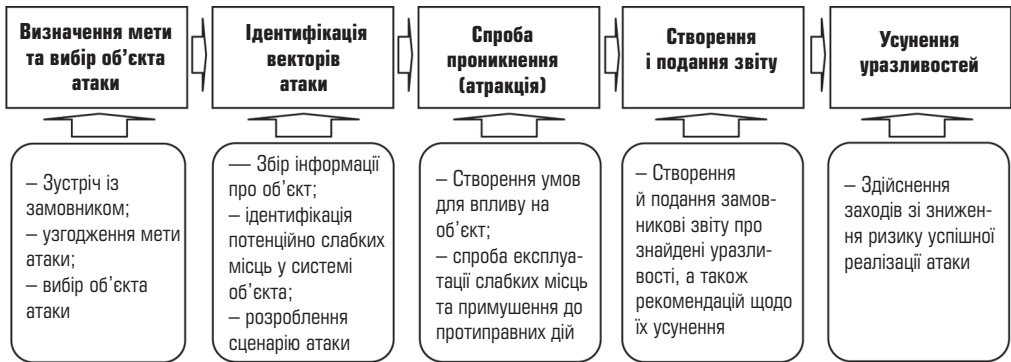 Визначення мети
та вибір об’єкта
атаки
Ідентифікація
векторів
атаки
Спроба
проникнення
(атракція)
Створення
і подання звіту
Усунення
уразливостей
– Зустріч із
замовником;
– узгодження мети
атаки;
– вибір об’єкта
атаки
— Збір інформації
про об’єкт;
– ідентифікація
потенційно слабких
місць у системі
об’єкта;
– розроблення
сценарію атаки
– Створення умов
для впливу на
об’єкт;
– спроба експлуа-
тації слабких місць
та примушення до
протиправних дій
– Створення
й подання замов-
никові звіту про
знайдені уразли-
вості, а також
рекомендацій щодо
їх усунення
– Здійснення
заходів зі знижен-
ня ризику успішної
реалізації атаки